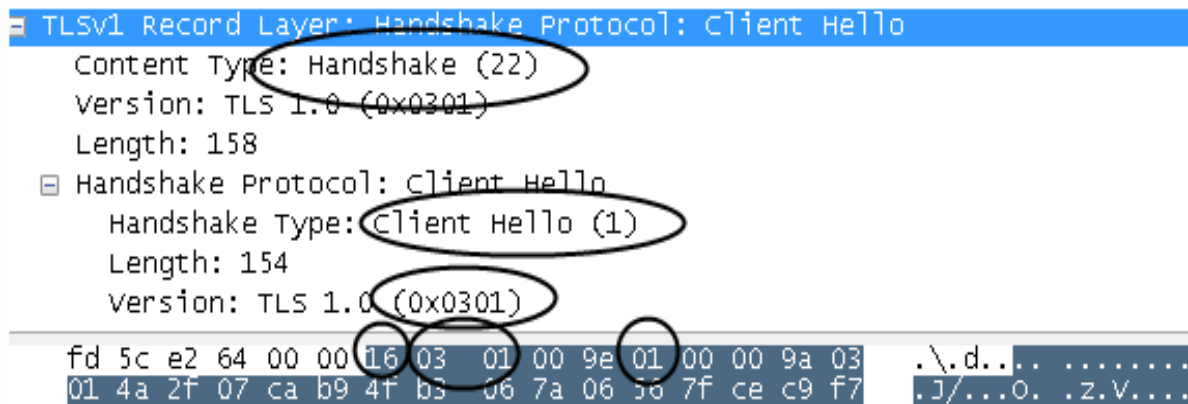 TLSv1 Record Layer: Handshake Protocol: Client Hello
Content Type: Handshake (22)
Version: TLS 1.0 (0x0301)
Length: 158
Handshake Protocol: Client Hello
Handshake Type: Client Hello (1)
Length: 154
Version: TLS 1.0 (0x0301)
fd 5c e2 64 00 00 16 03 01 00 9e 01 00 00 9a 03 .\.d.... ........
01 4a 2f 07 ca b9 4f b3 06 7a 06 56 7f ce c9 f7 .J/...O. .z.V....